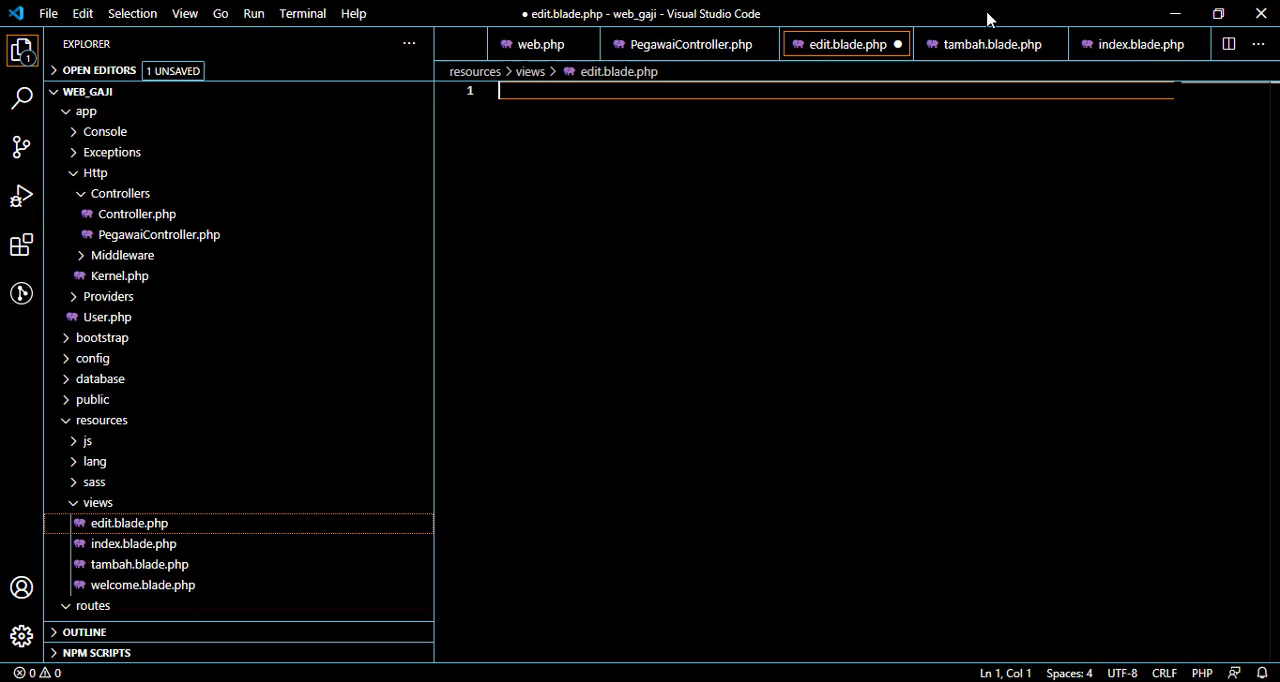 File Edit Selection View Go Run Terminal Help
● edit.blade.php - web_gaji - Visual Studio Code
EXPLORER
web.php PegawaiController.php edit.blade.php tambah.blade.php index.blade.php
OPEN EDITORS 1 UNSAVED
resources > views > edit.blade.php
1
WEB_GAJI
app
Console
Exceptions
Http
Controllers
Controller.php
PegawaiController.php
Middleware
Kernel.php
Providers
User.php
bootstrap
config
database
public
resources
js
lang
sass
views
edit.blade.php
index.blade.php
tambah.blade.php
welcome.blade.php
routes
OUTLINE
NPM SCRIPTS
1
0 0
Ln 1, Col 1 Spaces: 4 UTF-8 CRLF PHP